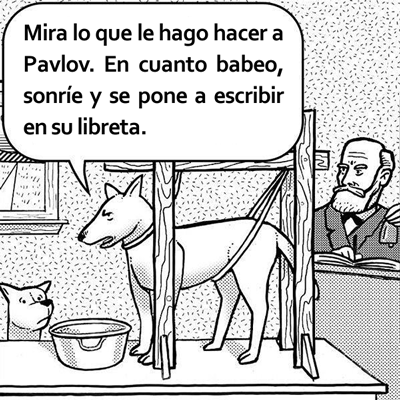 Mira lo que le hago hacer a
Pavlov. En cuanto babeo,
sonríe y se pone a escribir
en su libreta.